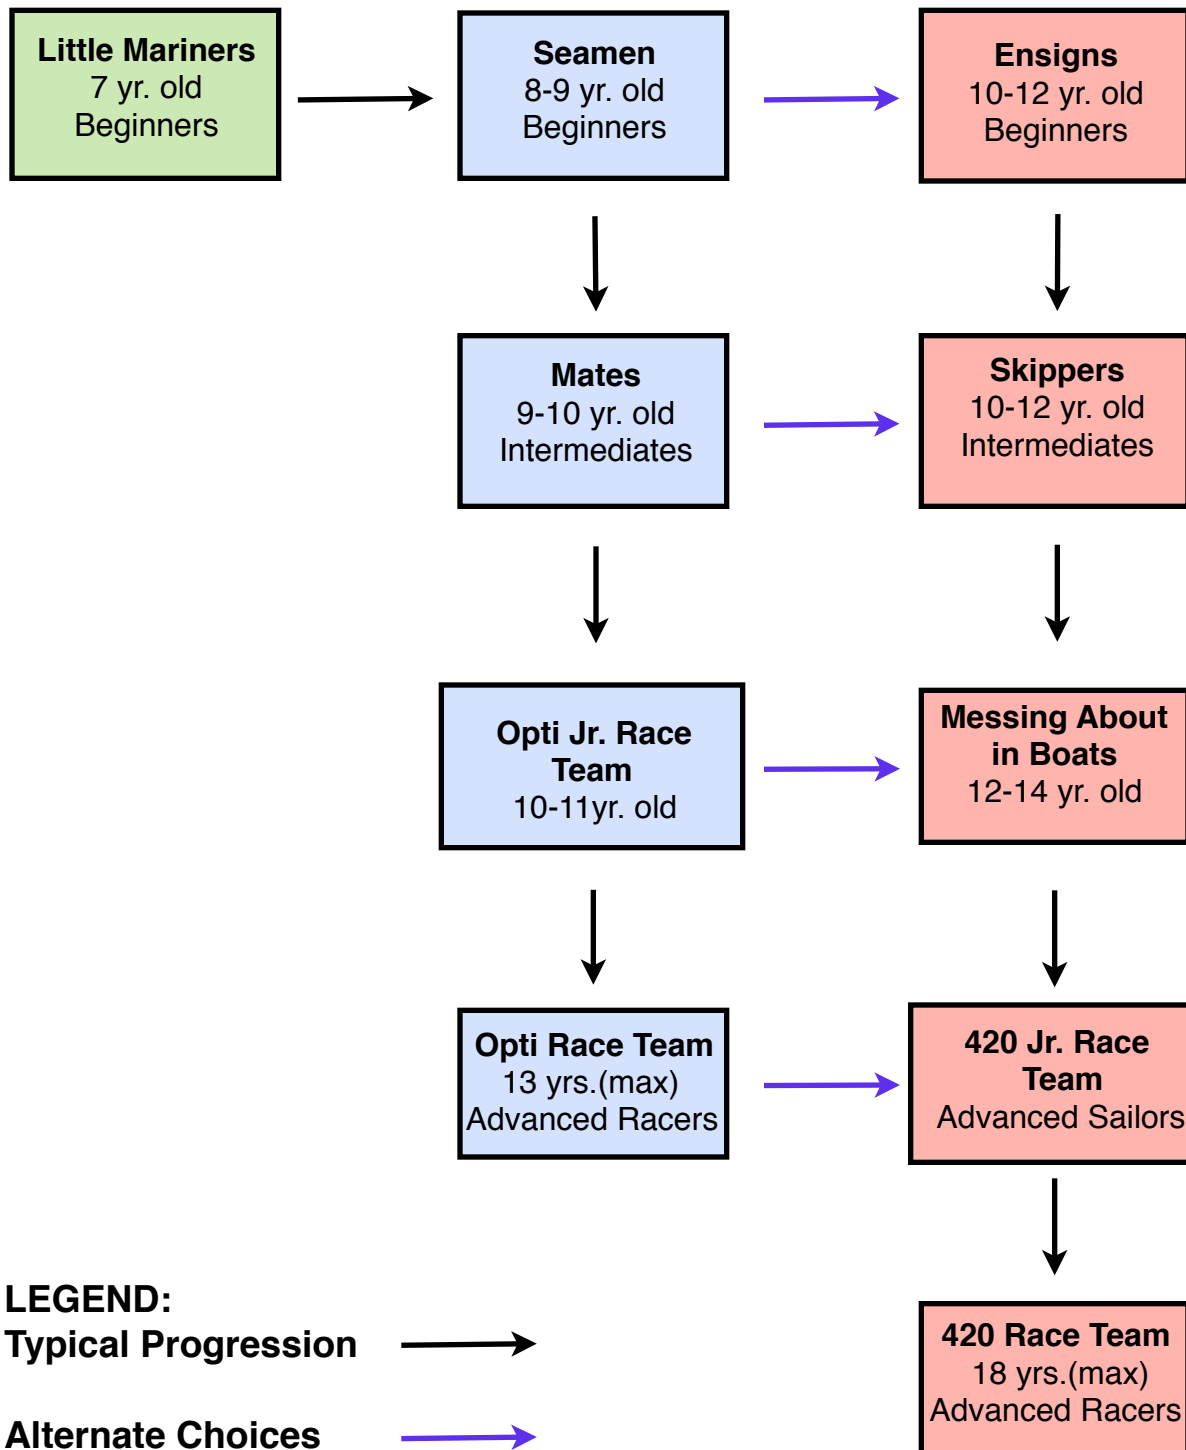 Little Mariners
7 yr. old
Beginners
Seamen
8-9 yr. old
Beginners
Ensigns
10-12 yr. old
Beginners
Mates
9-10 yr. old
Intermediates
Skippers
10-12 yr. old
Intermediates
Opti Jr. Race
Team
10-11yr. old
Messing About
in Boats
12-14 yr. old
Opti Race Team
13 yrs.(max)
Advanced Racers
420 Jr. Race
Team
Advanced Sailors
420 Race Team
18 yrs.(max)
Advanced Racers
LEGEND:
Typical Progression
Alternate Choices